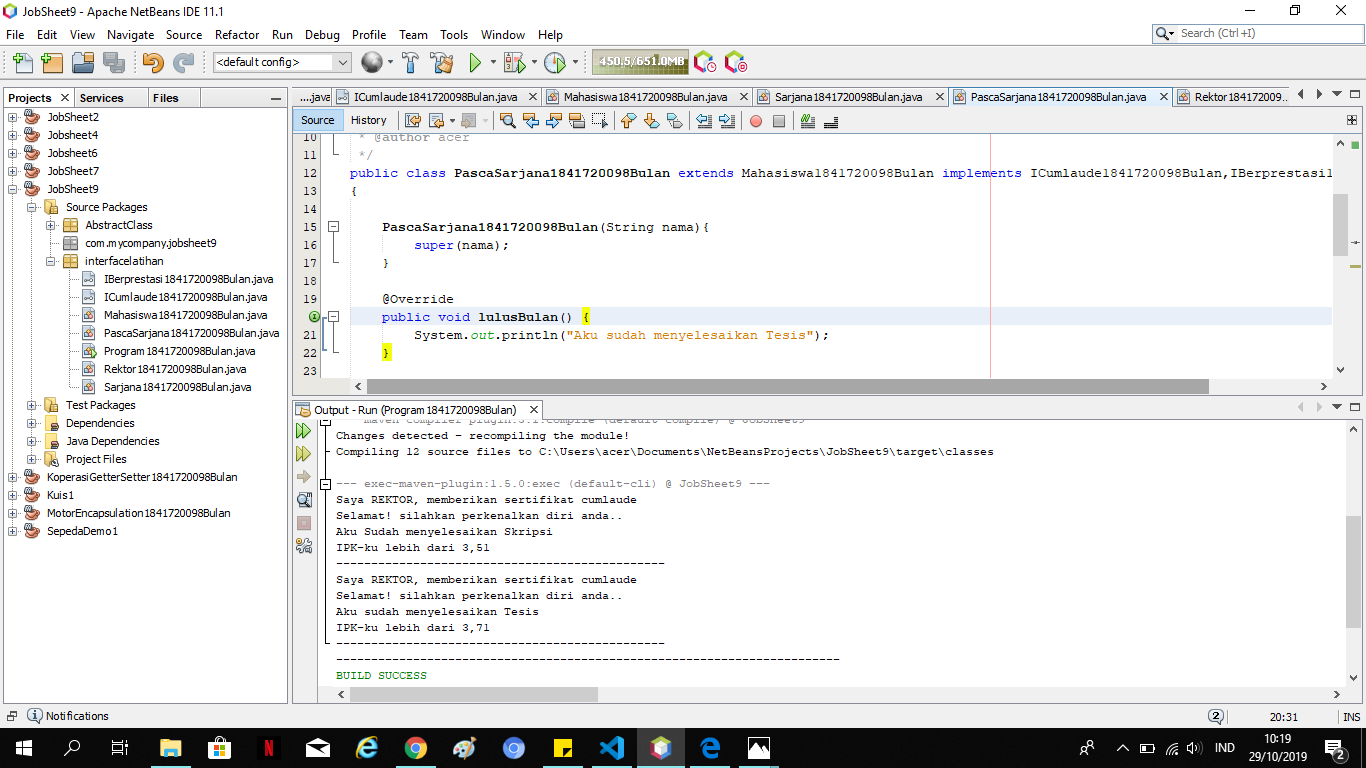 JobSheet9 - Apache NetBeans IDE 11.1
File Edit View Navigate Source Refactor Run Debug Profile Team Tools Window Help
Search (Ctrl+I)
<default config>
450.5/651.0MB
Projects Services Files
JobSheet2
Jobsheet4
Jobsheet6
JobSheet7
JobSheet9
Source Packages
AbstractClass
com.mycompany.jobsheet9
interfacelatihan
IBerprestasi1841720098Bulan.java
ICumlaude1841720098Bulan.java
Mahasiswa1841720098Bulan.java
PascaSarjana1841720098Bulan.java
Program1841720098Bulan.java
Rektor1841720098Bulan.java
Sarjana1841720098Bulan.java
Test Packages
Dependencies
Java Dependencies
Project Files
KoperasiGetterSetter1841720098Bulan
Kuis1
MotorEncapsulation1841720098Bulan
SepedaDemo1
....java ICumlaude1841720098Bulan.java Mahasiswa1841720098Bulan.java Sarjana1841720098Bulan.java PascaSarjana1841720098Bulan.java Rektor184172009...
Source History
10 * @author acer
11 */
12 public class PascaSarjana1841720098Bulan extends Mahasiswa1841720098Bulan implements ICumlaude1841720098Bulan,IBerprestasi1
13 {
14
15 PascaSarjana1841720098Bulan(String nama){
16 super(nama);
17 }
18
19 @Override
public void lulusBulan() {
21 System.out.println("Aku sudah menyelesaikan Tesis");
22 }
23
Output - Run (Program1841720098Bulan)
maven-compiler-plugin:3.1:compile (default-compile) @ JobSheet9
Changes detected - recompiling the module!
Compiling 12 source files to C:\Users\acer\Documents\NetBeansProjects\JobSheet9\target\classes
--- exec-maven-plugin:1.5.0:exec (default-cli) @ JobSheet9 ---
Saya REKTOR, memberikan sertifikat cumlaude
Selamat! silahkan perkenalkan diri anda..
Aku Sudah menyelesaikan Skripsi
IPK-ku lebih dari 3,51
-----------------------------------------------
Saya REKTOR, memberikan sertifikat cumlaude
Selamat! silahkan perkenalkan diri anda..
Aku sudah menyelesaikan Tesis
IPK-ku lebih dari 3,71
-----------------------------------------------
------------------------------------------------------------------------
BUILD SUCCESS
Notifications
2
20:31
INS
IND
10:19
29/10/2019
2